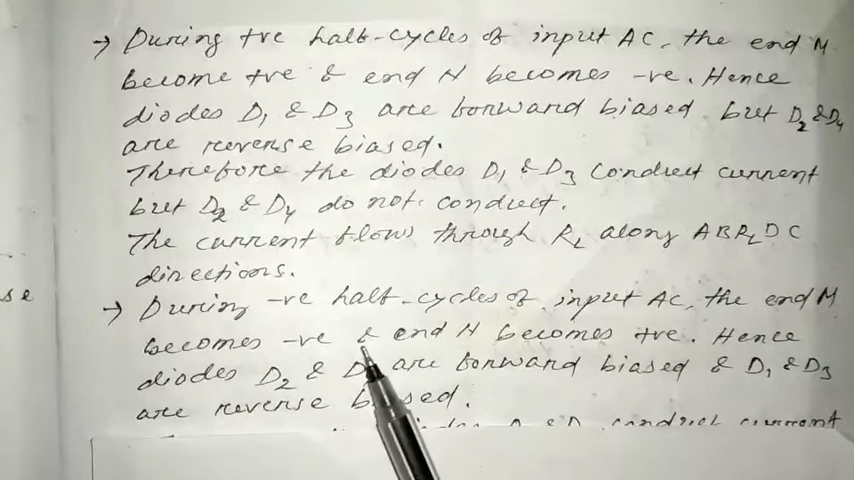 → During +ve half-cycles of input AC, the end M
become +ve & end N becomes -ve. Hence
diodes D1 & D3 are forward biased but D2 & D4
are reverse biased.
Therefore the diodes D1 & D3 conduct current
but D2 & D4 do not conduct.
The current flows through RL along ABRLDC
directions.
se
→ During -ve half-cycles of input AC, the end M
becomes -ve & end N becomes +ve. Hence
diodes D2 & D are forward biased & D1 & D3
are reverse biased.
conduct current